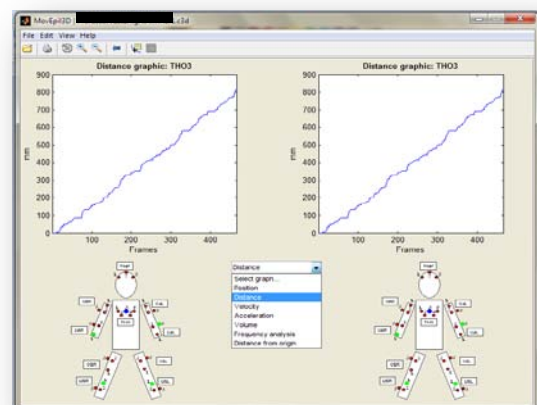 MovEpil3D [
.c3d
File Edit View Help
Distance graphic: THO3
Distance graphic: THO3
900
800
700
600
500
400
300
200
100
0
mm
100 200 300 400
Frames
900
800
700
600
500
400
300
200
100
0
mm
100 200 300 400
Frames
Distance
Select graph...
Position
Distance
Velocity
Acceleration
Volume
Frequency analysis
Distance from origin